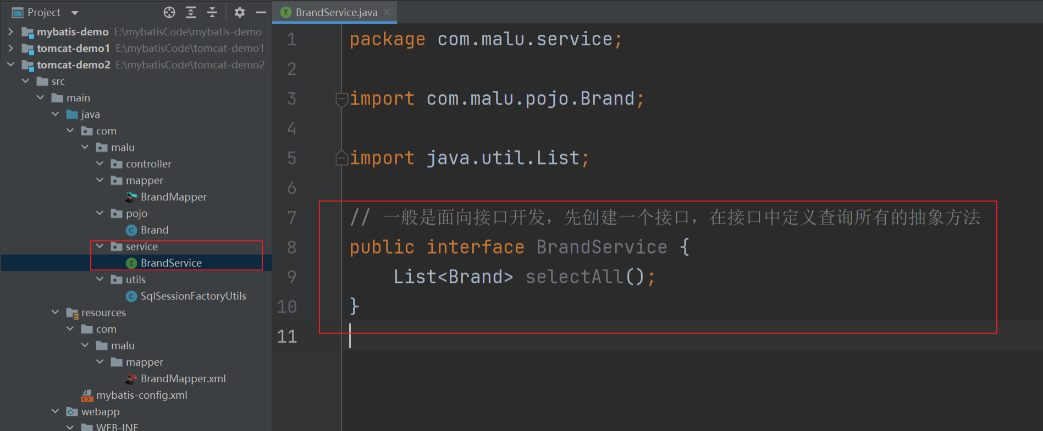 Project
BrandService.java
mybatis-demo E:\mybatisCode\mybatis-demo
tomcat-demo1 E:\mybatisCode\tomcat-demo1
tomcat-demo2 E:\mybatisCode\tomcat-demo2
src
main
java
com
malu
controller
mapper
BrandMapper
pojo
Brand
service
BrandService
utils
SqlSessionFactoryUtils
resources
com
malu
mapper
BrandMapper.xml
mybatis-config.xml
webapp
WEB-INF
1 package com.malu.service;
2
3 import com.malu.pojo.Brand;
4
5 import java.util.List;
6
7 // 一般是面向接口开发，先创建一个接口，在接口中定义查询所有的抽象方法
8 public interface BrandService {
9 List<Brand> selectAll();
10 }
11